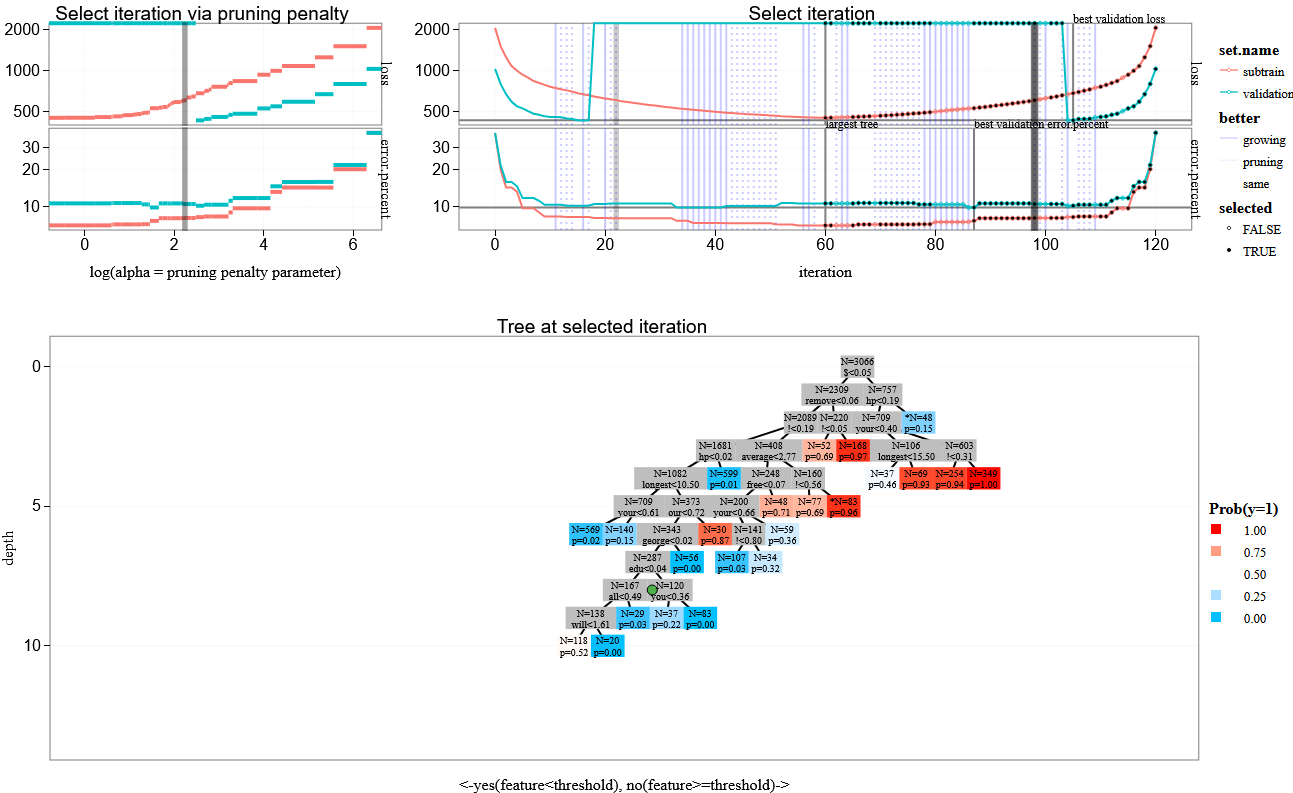 Select iteration via pruning penalty
Select iteration
2000
1000
500
loss
30
20
10
error.percent
0
2
4
6
log(alpha = pruning penalty parameter)
2000
1000
500
loss
best validation loss
largest tree
best validation error.percent
30
20
10
error.percent
0
20
40
60
80
100
120
iteration
set.name
subtrain
validation
better
growing
pruning
same
selected
FALSE
TRUE
Tree at selected iteration
0
5
10
depth
N=3066
$<0.05
N=2309
remove<0.06
N=757
hp<0.19
N=2089
!<0.19
N=220
!<0.05
N=709
your<0.40
*N=48
p=0.15
N=1681
hp<0.02
N=408
average<2.77
N=52
p=0.69
N=168
p=0.97
N=106
longest<15.50
N=603
!<0.31
N=1082
longest<10.50
N=599
p=0.01
N=248
free<0.07
N=160
!<0.56
N=37
p=0.46
N=69
p=0.93
N=254
p=0.94
N=349
p=1.00
N=709
your<0.61
N=373
our<0.72
N=200
your<0.66
N=48
p=0.71
N=77
p=0.69
*N=83
p=0.96
N=569
p=0.02
N=140
p=0.15
N=343
george<0.02
N=30
p=0.87
N=141
!<0.80
N=59
p=0.36
N=287
edu<0.04
N=56
p=0.00
N=107
p=0.03
N=34
p=0.32
N=167
all<0.49
N=120
you<0.36
N=138
will<1.61
N=29
p=0.03
N=37
p=0.22
N=83
p=0.00
N=118
p=0.52
N=20
p=0.00
<-yes(feature<threshold), no(feature>=threshold)->
Prob(y=1)
1.00
0.75
0.50
0.25
0.00